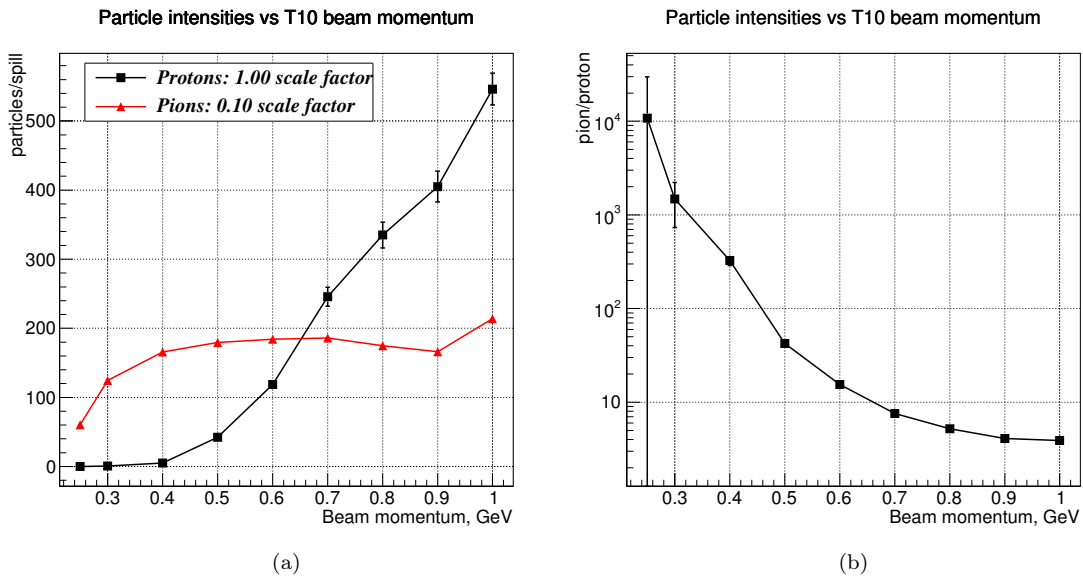 Particle intensities vs T10 beam momentum
particles/spill
Protons: 1.00 scale factor
Pions: 0.10 scale factor
500
400
300
200
100
0
0.3 0.4 0.5 0.6 0.7 0.8 0.9 1
Beam momentum, GeV
(a)
Particle intensities vs T10 beam momentum
pion/proton
10⁴
10³
10²
10
0.3 0.4 0.5 0.6 0.7 0.8 0.9 1
Beam momentum, GeV
(b)